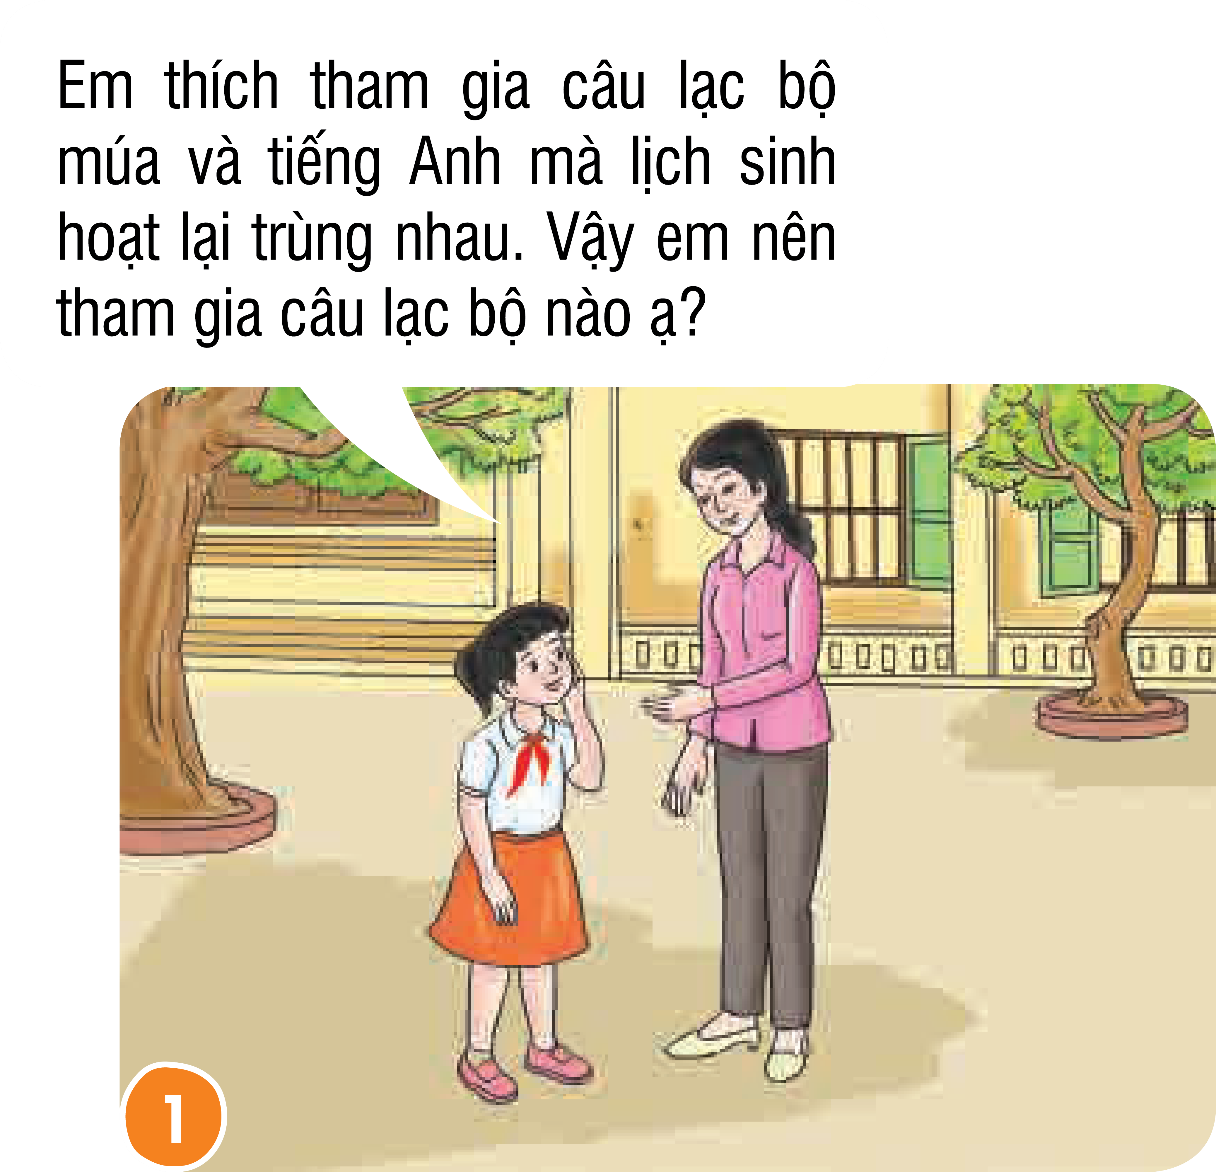 Em thích tham gia câu lạc bộ
múa và tiếng Anh mà lịch sinh
hoạt lại trùng nhau. Vậy em nên
tham gia câu lạc bộ nào ạ?
1